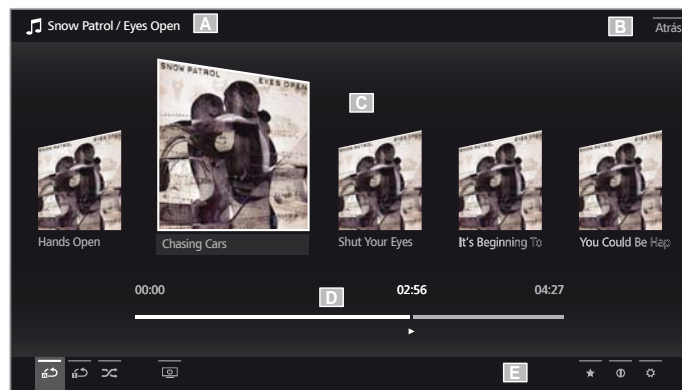 Snow Patrol / Eyes Open A B Atrás
C
SNOW PATROL EYES OPEN
Hands Open Chasing Cars Shut Your Eyes It's Beginning To You Could Be Hap
00:00 D 02:56 04:27
E